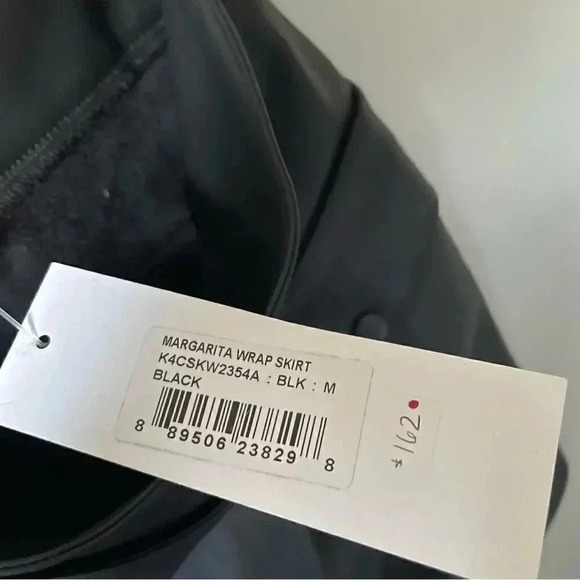 MARGARITA WRAP SKIRT
K4CSKW2354A : BLK : M
BLACK
8 89506 23829 8
$162